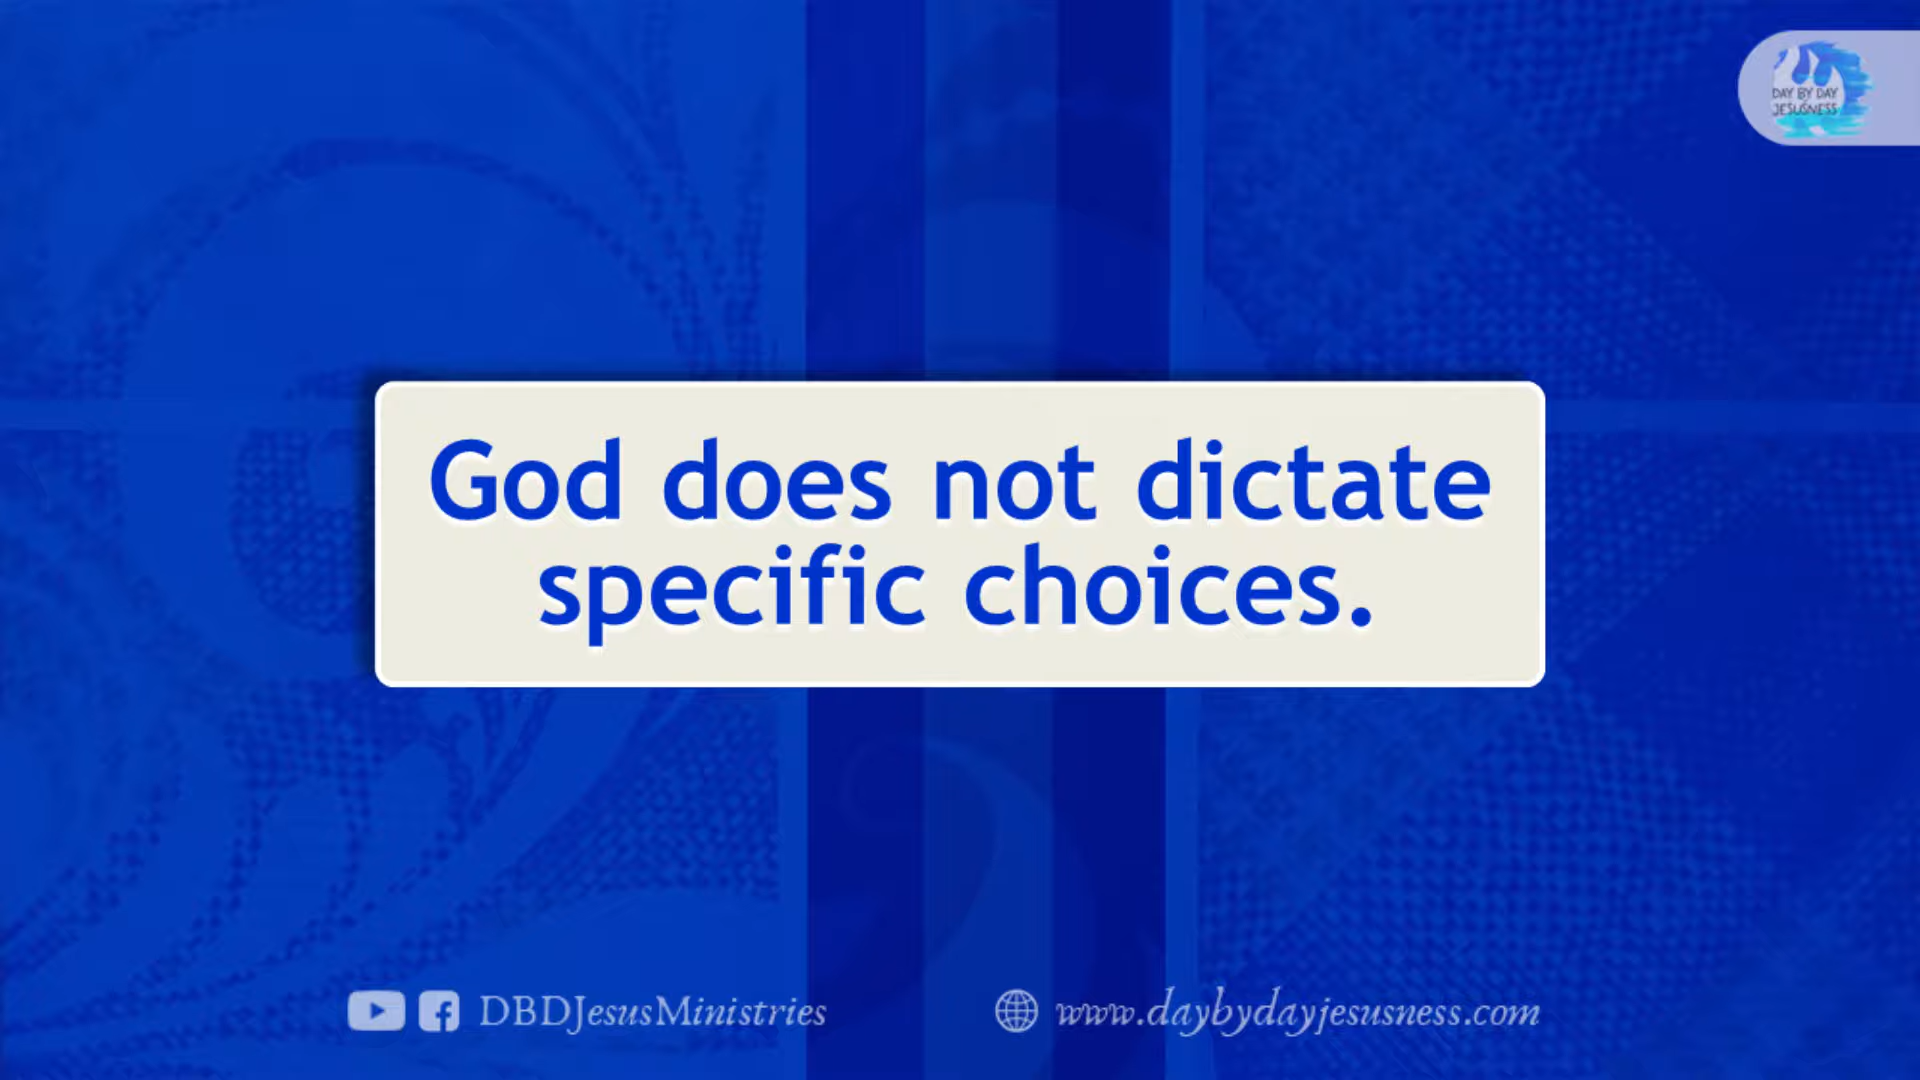 DAY BY DAY
JESUSNESS
God does not dictate
specific choices.
DBDJesusMinistries
www.daybydayjesusness.com